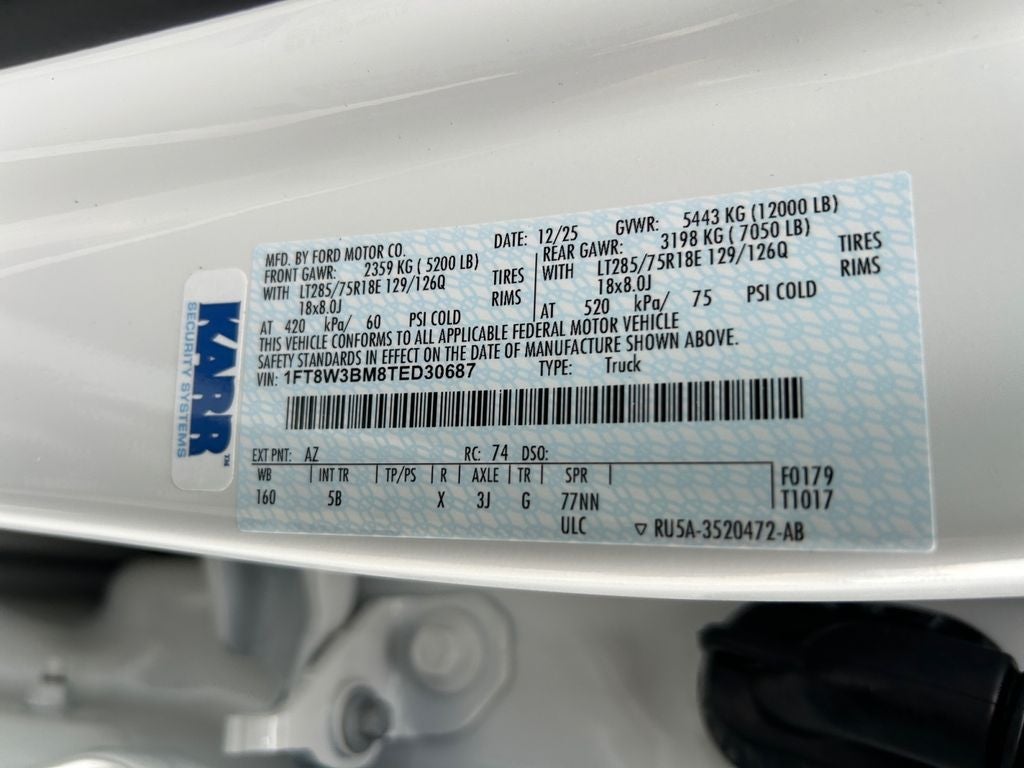 MFD. BY FORD MOTOR CO. DATE: 12/25 GVWR: 5443 KG (12000 LB)
FRONT GAWR: 2359 KG ( 5200 LB) REAR GAWR: 3198 KG ( 7050 LB)
WITH LT285/75R18E 129/126Q TIRES WITH LT285/75R18E 129/126Q TIRES
18x8.0J RIMS 18x8.0J RIMS
AT 420 kPa/ 60 PSI COLD AT 520 kPa/ 75 PSI COLD
THIS VEHICLE CONFORMS TO ALL APPLICABLE FEDERAL MOTOR VEHICLE
SAFETY STANDARDS IN EFFECT ON THE DATE OF MANUFACTURE SHOWN ABOVE.
VIN: 1FT8W3BM8TED30687 TYPE: Truck
EXT PNT: AZ RC: 74 DSO:
WB INT TR TP/PS R AXLE TR SPR F0179
160 5B X 3J G 77NN T1017
ULC ▽ RU5A-3520472-AB
KARR™
SECURITY SYSTEMS